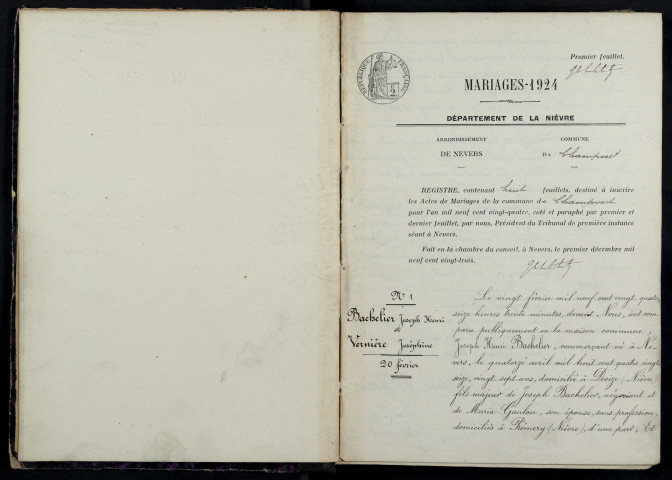 Premier feuillet.
RÉPUBLIQUE FRANÇAISE
2
MARIAGES-1924
DÉPARTEMENT DE LA NIÈVRE
ARRONDISSEMENT
DE NEVERS
COMMUNE
DE Champvert
REGISTRE, contenant huit feuillets, destiné à inscrire
les Actes de Mariages de la commune de Champvert
pour l'an mil neuf cent vingt-quatre, coté et paraphé par premier et
dernier feuillet, par nous, Président du Tribunal de première instance
séant à Nevers.
Fait en la chambre du conseil, à Nevers, le premier décembre mil
neuf cent vingt-trois.
N° 1
Bachelier Joseph Henri
&
Vernière Joséphine
20 février
Le vingt février mil neuf cent vingt quatre,
seize heures trente minutes, devant Nous, ont com-
paru publiquement en la maison commune,
Joseph Henri Bachelier, commerçant né à Ne-
vers, le quatorze avril mil huit cent quatre vingt
seize, vingt sept ans, domicilié à Decize (Nièvre)
fils majeur de Joseph Bachelier, négociant et
de Maria Gaulon, son épouse, sans profession,
domiciliés à Prémery (Nièvre), d'une part; Et